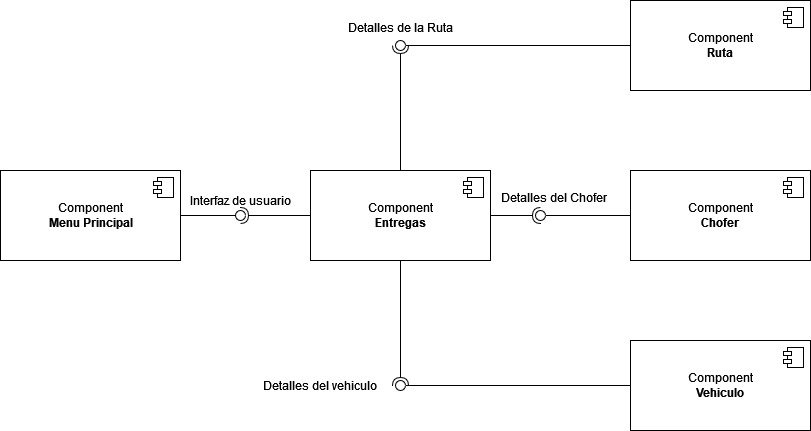 Detalles de la Ruta
Component
Ruta
Component
Menu Principal
Interfaz de usuario
Component
Entregas
Detalles del Chofer
Component
Chofer
Detalles del vehiculo
Component
Vehiculo